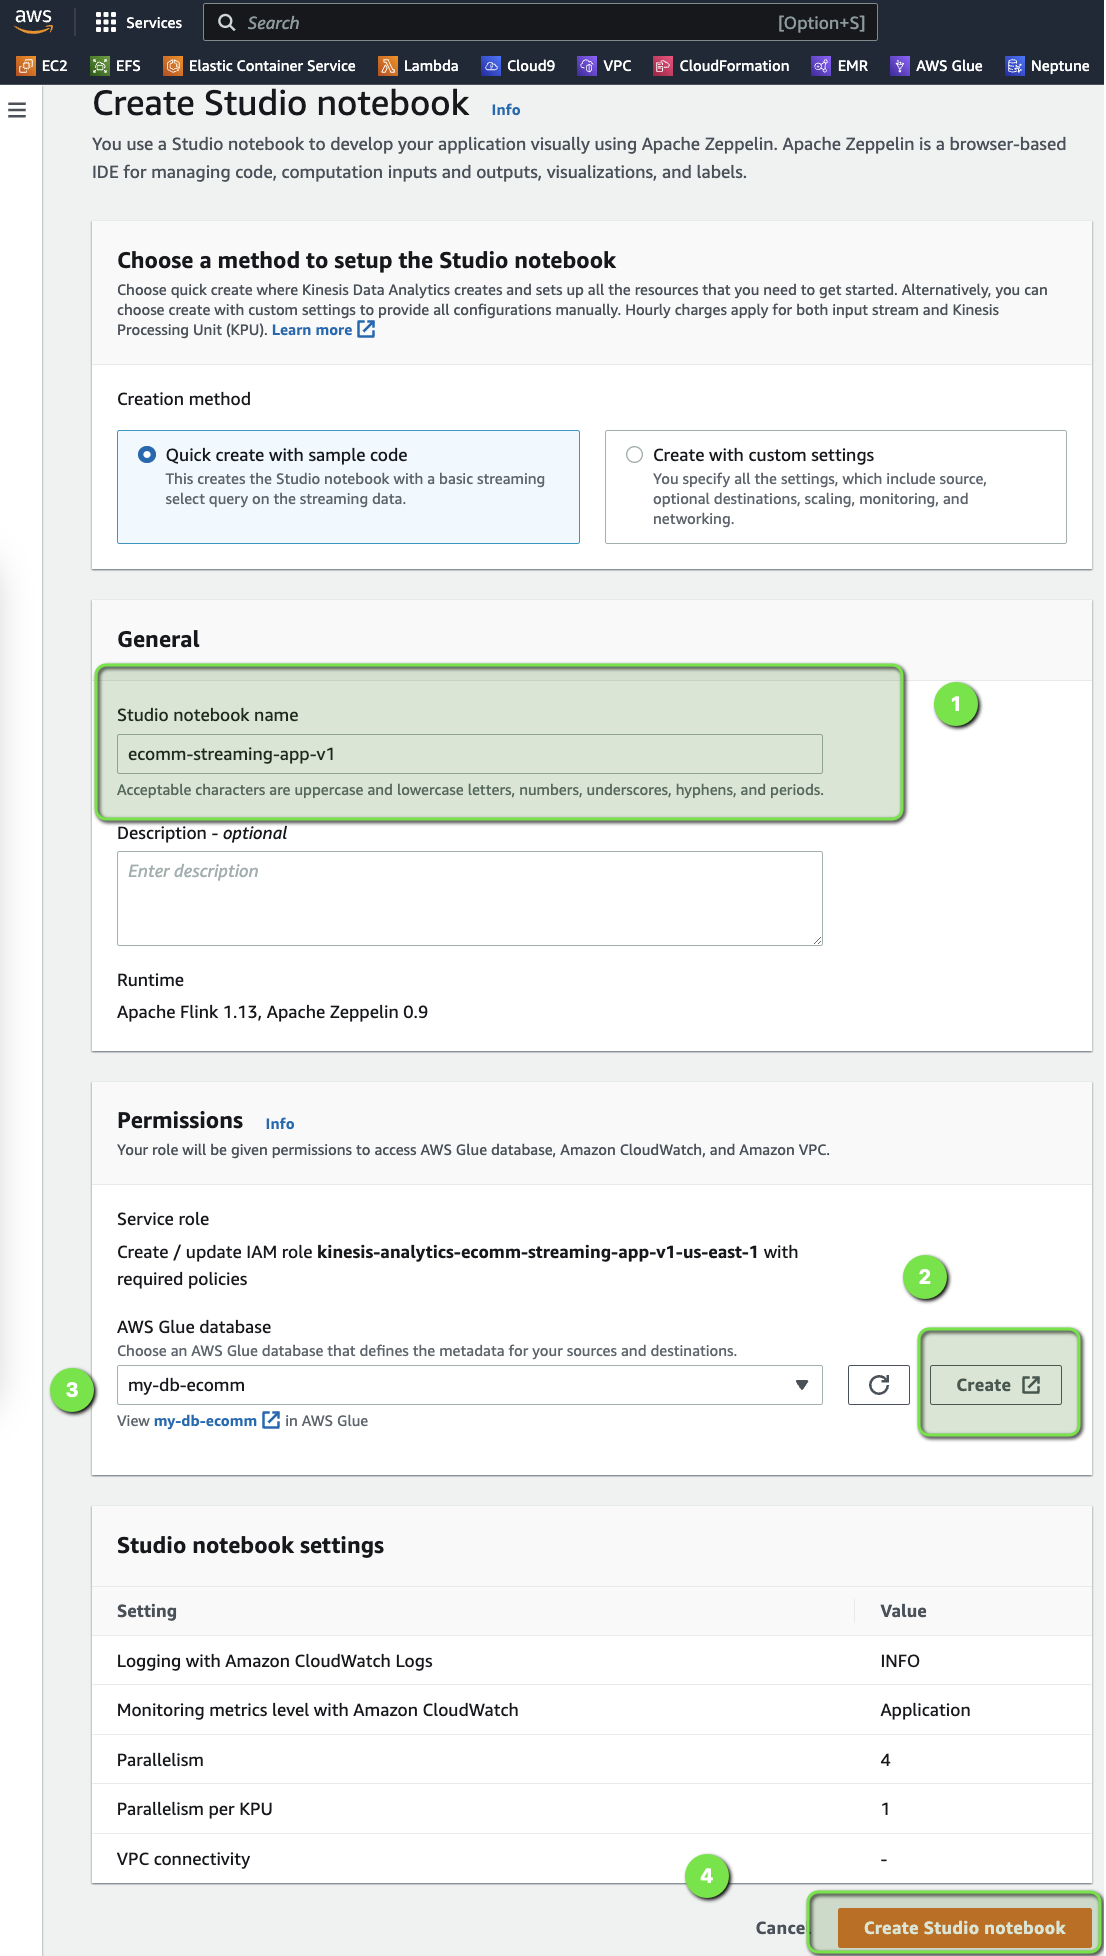 aws
Services
Search
[Option+S]
EC2
EFS
Elastic Container Service
Lambda
Cloud9
VPC
CloudFormation
EMR
AWS Glue
Neptune
Create Studio notebook Info
You use a Studio notebook to develop your application visually using Apache Zeppelin. Apache Zeppelin is a browser-based
IDE for managing code, computation inputs and outputs, visualizations, and labels.
Choose a method to setup the Studio notebook
Choose quick create where Kinesis Data Analytics creates and sets up all the resources that you need to get started. Alternatively, you can
choose create with custom settings to provide all configurations manually. Hourly charges apply for both input stream and Kinesis
Processing Unit (KPU). Learn more
Creation method
Quick create with sample code
This creates the Studio notebook with a basic streaming
select query on the streaming data.
Create with custom settings
You specify all the settings, which include source,
optional destinations, scaling, monitoring, and
networking.
General
1
Studio notebook name
ecomm-streaming-app-v1
Acceptable characters are uppercase and lowercase letters, numbers, underscores, hyphens, and periods.
Description - optional
Enter description
Runtime
Apache Flink 1.13, Apache Zeppelin 0.9
Permissions Info
Your role will be given permissions to access AWS Glue database, Amazon CloudWatch, and Amazon VPC.
Service role
Create / update IAM role kinesis-analytics-ecomm-streaming-app-v1-us-east-1 with
required policies
2
AWS Glue database
Choose an AWS Glue database that defines the metadata for your sources and destinations.
3
my-db-ecomm
Create
View my-db-ecomm in AWS Glue
Studio notebook settings
Setting Value
Logging with Amazon CloudWatch Logs INFO
Monitoring metrics level with Amazon CloudWatch Application
Parallelism 4
Parallelism per KPU 1
VPC connectivity -
4
Cancel
Create Studio notebook